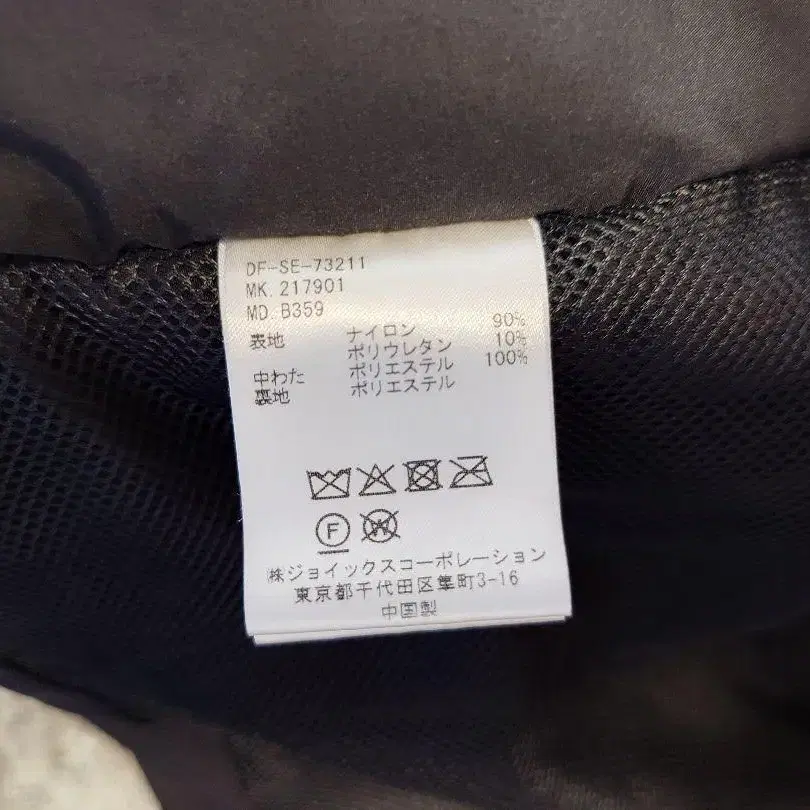 DF-SE-73211
MK. 217901
MD. B359
表地 ナイロン 90%
ポリウレタン 10%
中わた ポリエステル 100%
裏地 ポリエステル
F
W
㈱ジョイックスコーポレーション
東京都千代田区隼町3-16
中国製